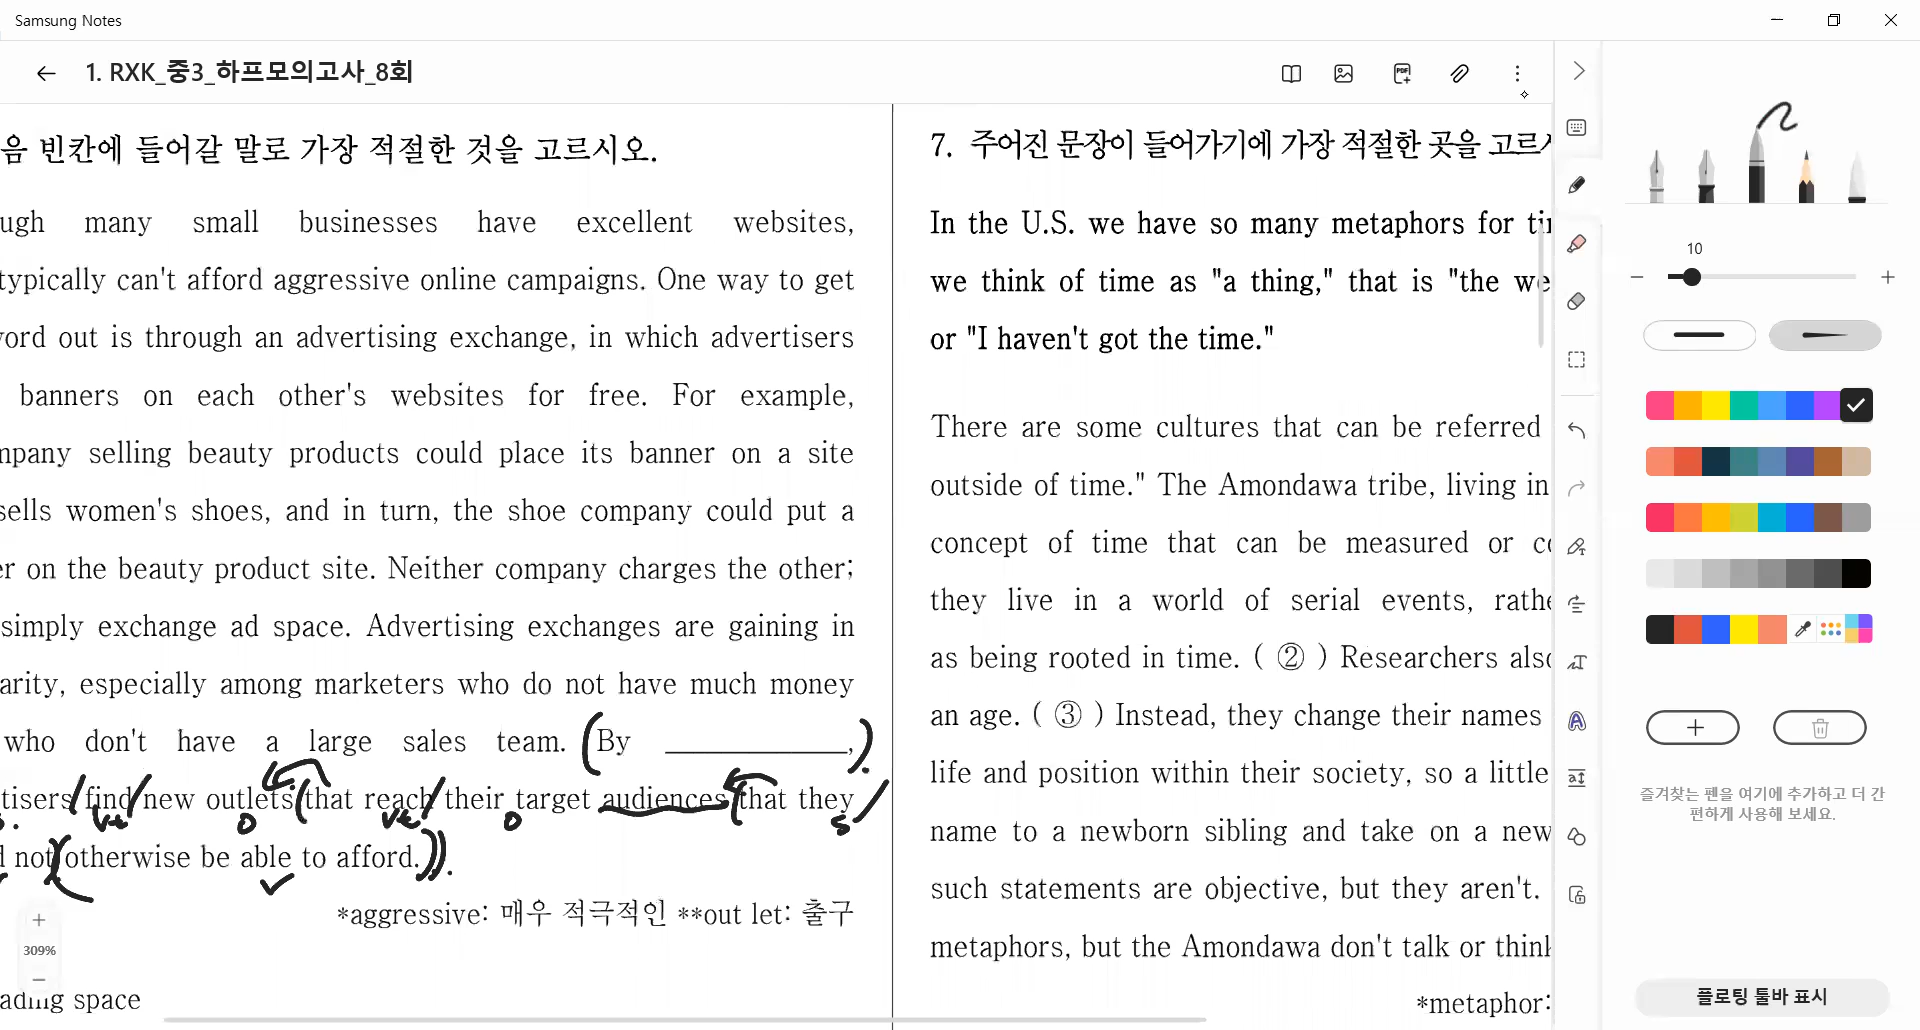 Samsung Notes
1. RXK_중3_하프모의고사_8회
음 빈칸에 들어갈 말로 가장 적절한 것을 고르시오.
ugh many small businesses have excellent websites,
typically can't afford aggressive online campaigns. One way to get
ord out is through an advertising exchange, in which advertisers
banners on each other's websites for free. For example,
mpany selling beauty products could place its banner on a site
sells women's shoes, and in turn, the shoe company could put a
er on the beauty product site. Neither company charges the other;
simply exchange ad space. Advertising exchanges are gaining in
arity, especially among marketers who do not have much money
who don't have a large sales team. (By ____________, ).
tisers / find / new outlets (that reach / their target audiences (that they /
vt o vt o s
d not (otherwise be able to afford.)).
*aggressive: 매우 적극적인 **out let: 출구
ading space
7. 주어진 문장이 들어가기에 가장 적절한 곳을 고르시
In the U.S. we have so many metaphors for ti
we think of time as "a thing," that is "the we
or "I haven't got the time."
There are some cultures that can be referred
outside of time." The Amondawa tribe, living in
concept of time that can be measured or co
they live in a world of serial events, rathe
as being rooted in time. ( ② ) Researchers also
an age. ( ③ ) Instead, they change their names
life and position within their society, so a little
name to a newborn sibling and take on a new
such statements are objective, but they aren't.
metaphors, but the Amondawa don't talk or think
*metaphor:
309%
10
즐겨찾는 펜을 여기에 추가하고 더 간
편하게 사용해 보세요.
플로팅 툴바 표시